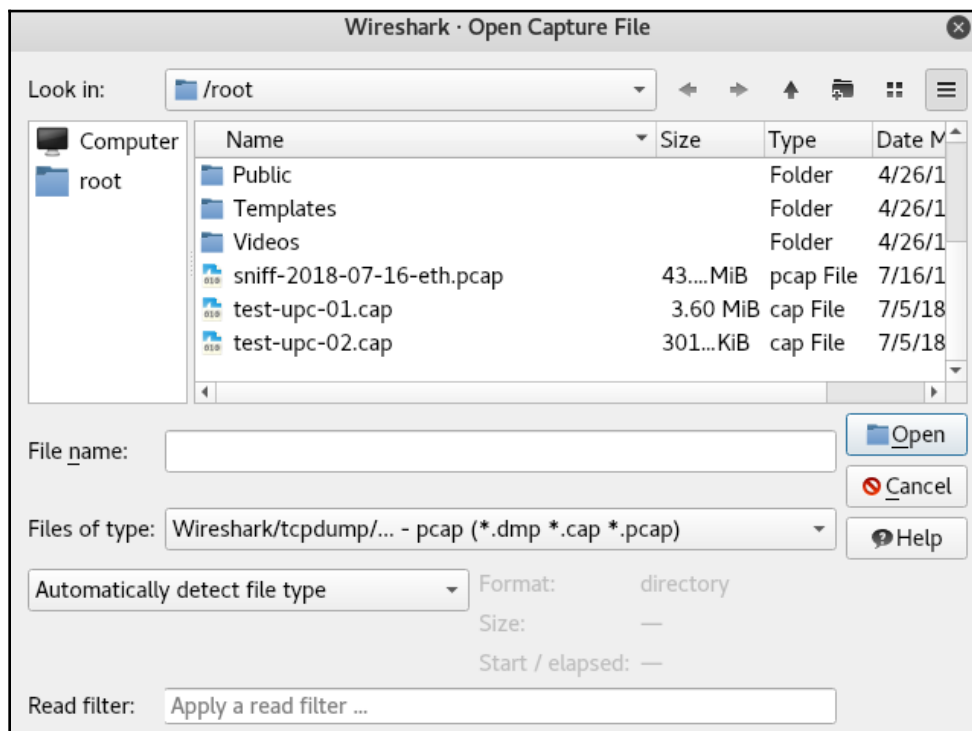 Wireshark · Open Capture File
Look in: /root
Computer
root
Name Size Type Date M
Public Folder 4/26/1
Templates Folder 4/26/1
Videos Folder 4/26/1
sniff-2018-07-16-eth.pcap 43....MiB pcap File 7/16/1
test-upc-01.cap 3.60 MiB cap File 7/5/18
test-upc-02.cap 301...KiB cap File 7/5/18
File name:
Open
Cancel
Files of type: Wireshark/tcpdump/... - pcap (*.dmp *.cap *.pcap)
Help
Automatically detect file type
Format: directory
Size: —
Start / elapsed: —
Read filter: Apply a read filter ...